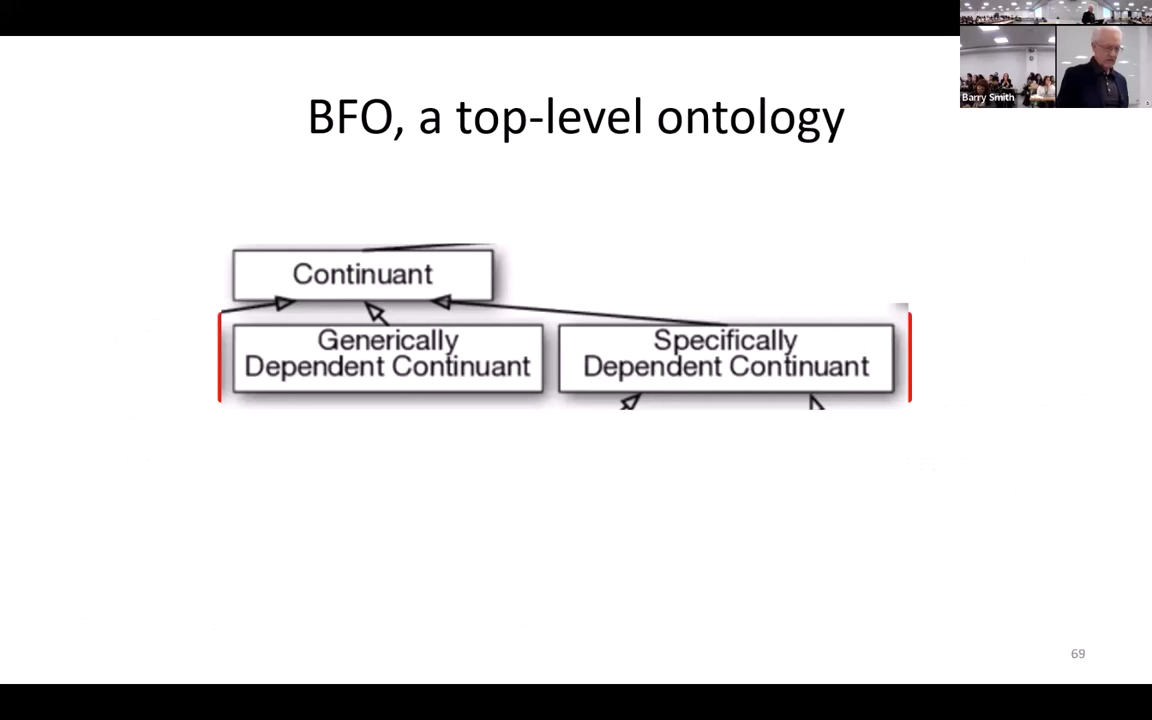 Barry Smith
BFO, a top-level ontology
Continuant
Generically
Dependent Continuant
Specifically
Dependent Continuant
69